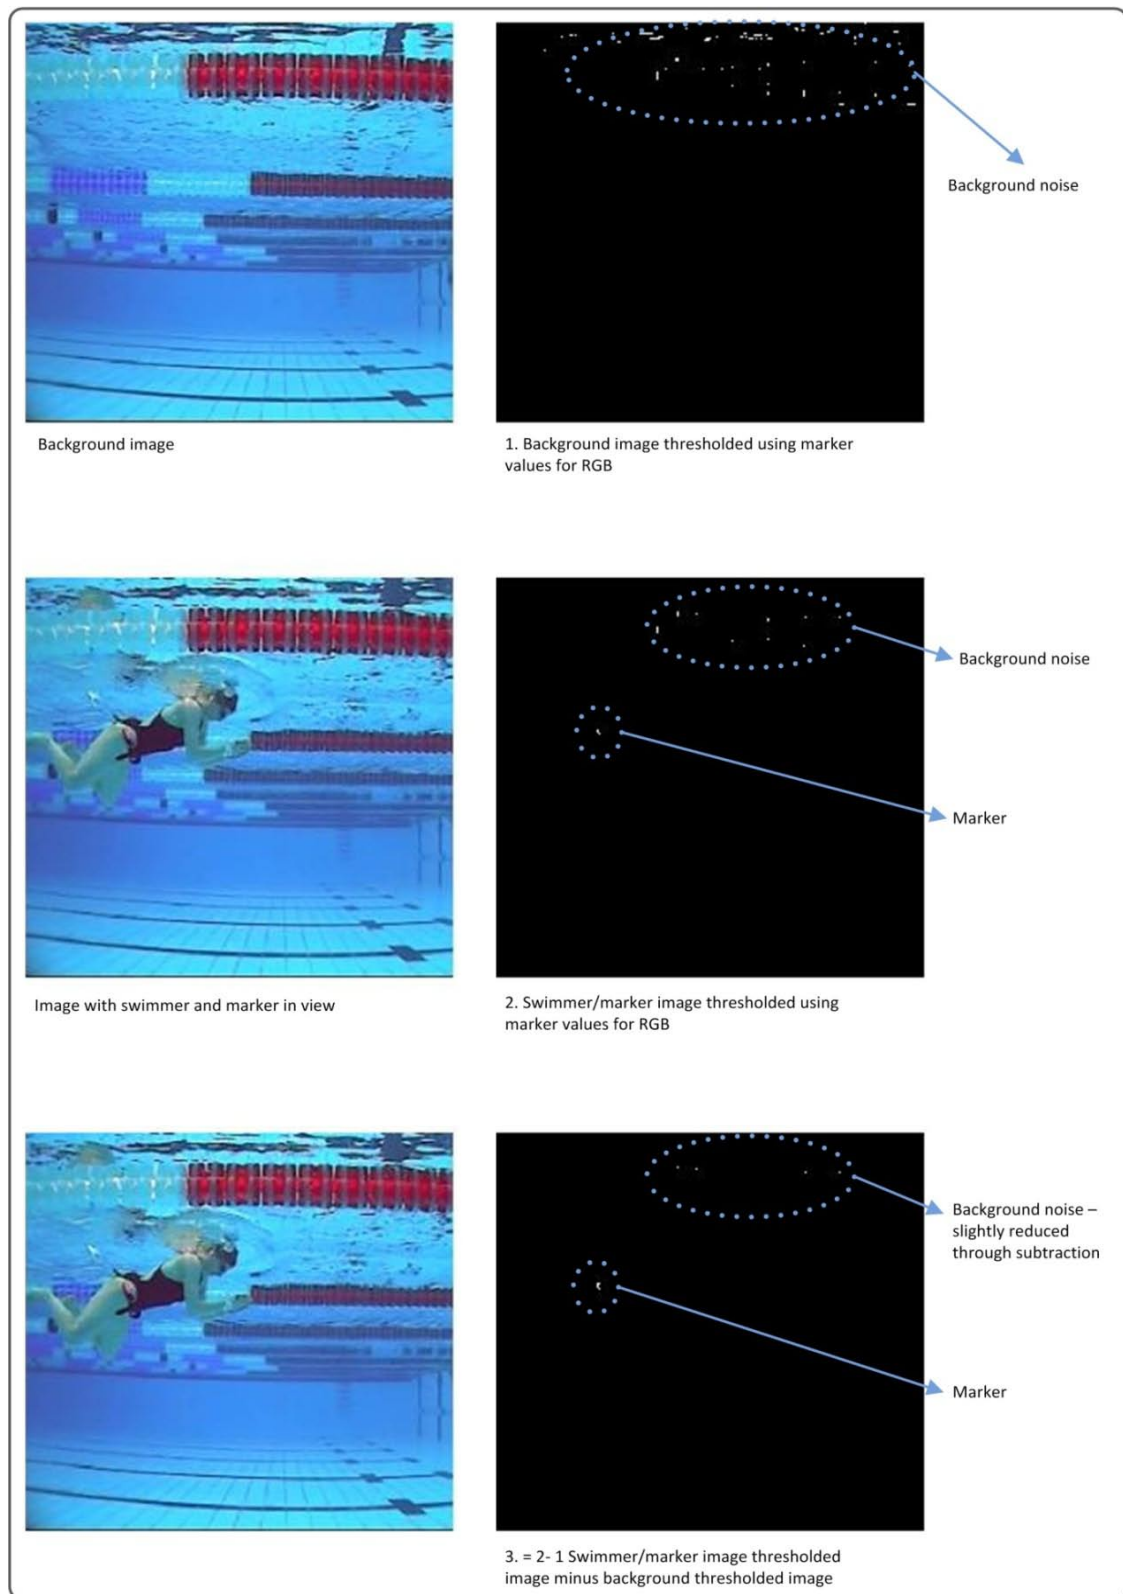 Background noise
Background image
1. Background image thresholded using marker
values for RGB
Background noise
Marker
Image with swimmer and marker in view
2. Swimmer/marker image thresholded using
marker values for RGB
Background noise –
slightly reduced
through subtraction
Marker
3. = 2- 1 Swimmer/marker image thresholded
image minus background thresholded image